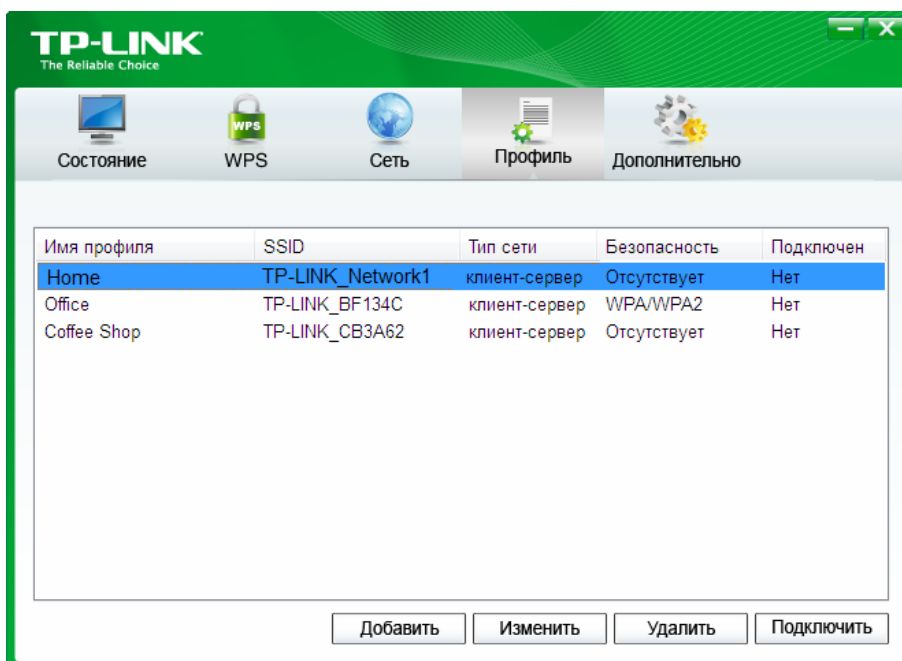 TP-LINK
The Reliable Choice
WPS
Состояние WPS Сеть Профиль Дополнительно
Имя профиля SSID Тип сети Безопасность Подключен
Home TP-LINK_Network1 клиент-сервер Отсутствует Нет
Office TP-LINK_BF134C клиент-сервер WPA/WPA2 Нет
Coffee Shop TP-LINK_CB3A62 клиент-сервер Отсутствует Нет
Добавить Изменить Удалить Подключить